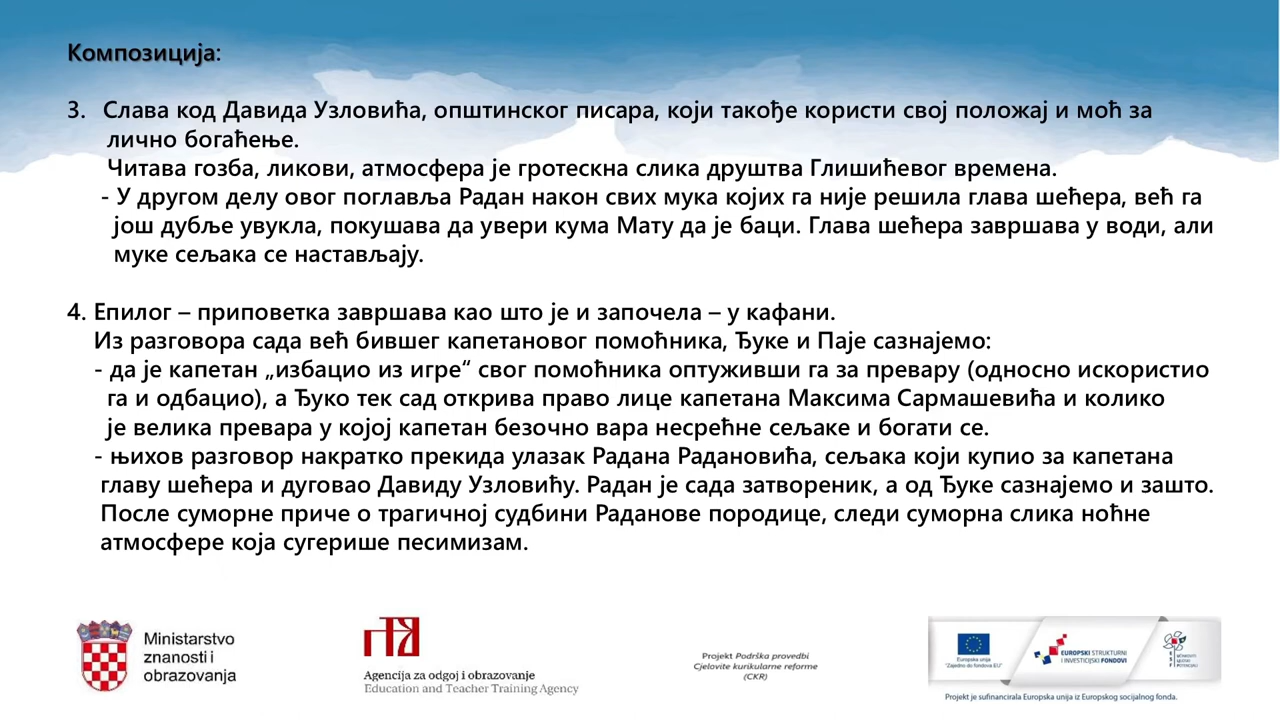 Композиција:
3. Слава код Давида Узловића, општинског писара, који такође користи свој положај и моћ за
лично богаћење.
Читава гозба, ликови, атмосфера је гротескна слика друштва Глишићевог времена.
- У другом делу овог поглавља Радан након свих мука којих га није решила глава шећера, већ га
још дубље увукла, покушава да увери кума Мату да је баци. Глава шећера завршава у води, али
муке сељака се настављају.
4. Епилог – приповетка завршава као што је и започела – у кафани.
Из разговора сада већ бившег капетановог помоћника, Ђуке и Паје сазнајемо:
- да је капетан „избацио из игре“ свог помоћника оптуживши га за превару (односно искористио
га и одбацио), а Ђуко тек сад открива право лице капетана Максима Сармашевића и колико
је велика превара у којој капетан безочно вара несрећне сељаке и богати се.
- њихов разговор накратко прекида улазак Радана Радановића, сељака који купио за капетана
главу шећера и дуговао Давиду Узловићу. Радан је сада затвореник, а од Ђуке сазнајемо и зашто.
После суморне приче о трагичној судбини Раданове породице, следи суморна слика ноћне
атмосфере која сугерише песимизам.
Ministarstvo
znanosti i
obrazovanja
Agencija za odgoj i obrazovanje
Education and Teacher Training Agency
Projekt Podrška provedbi
Cjelovite kurikularne reforme
(CKR)
Europska unija
"Zajedno do fondova EU"
EUROPSKI STRUKTURNI
I INVESTICIJSKI FONDOVI
Projekt je sufinancirala Europska unija iz Europskog socijalnog fonda.